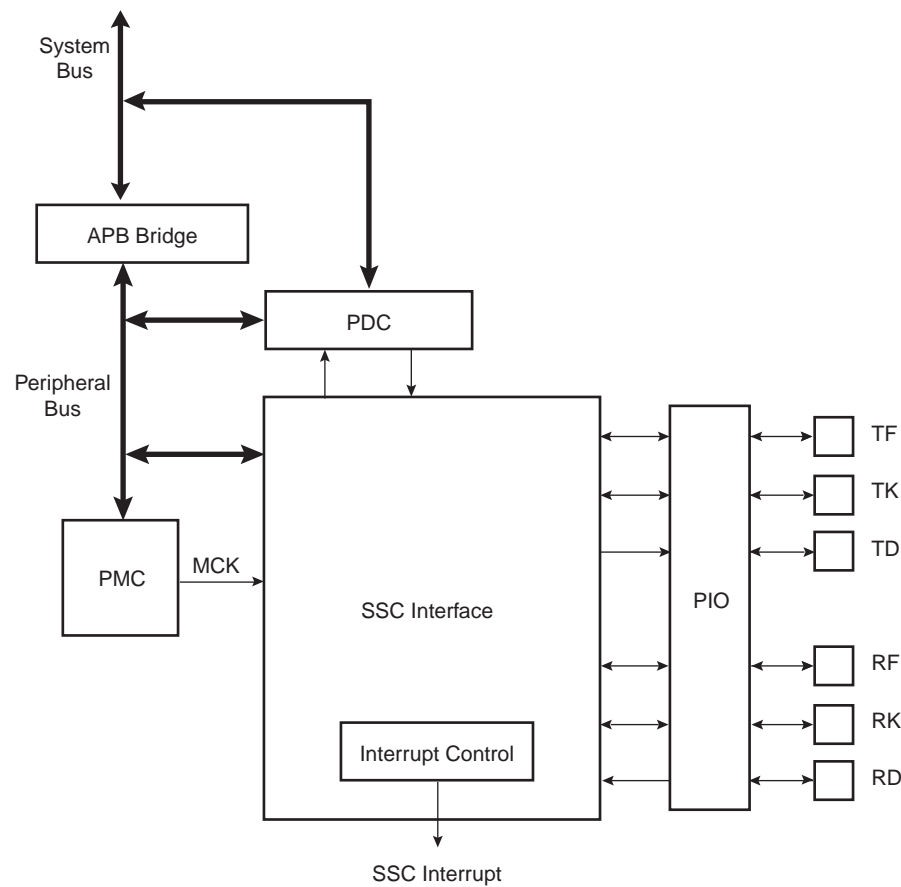 System
Bus
APB Bridge
PDC
Peripheral
Bus
TF
TK
TD
PMC
MCK
SSC Interface
PIO
RF
RK
RD
Interrupt Control
SSC Interrupt